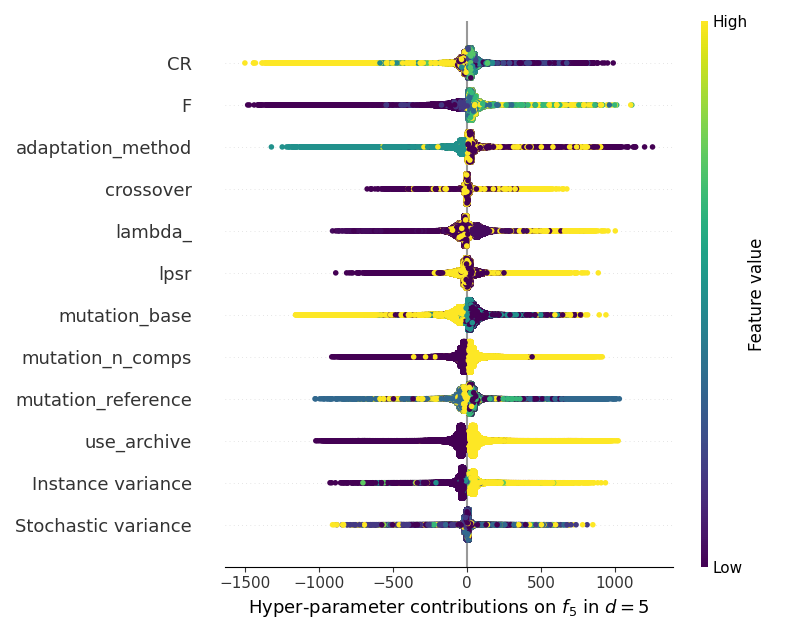 High
CR
F
adaptation_method
crossover
lambda_
lpsr
mutation_base
mutation_n_comps
mutation_reference
use_archive
Instance variance
Stochastic variance
Feature value
Low
−1500 −1000 −500 0 500 1000
Hyper-parameter contributions on f₅ in d = 5